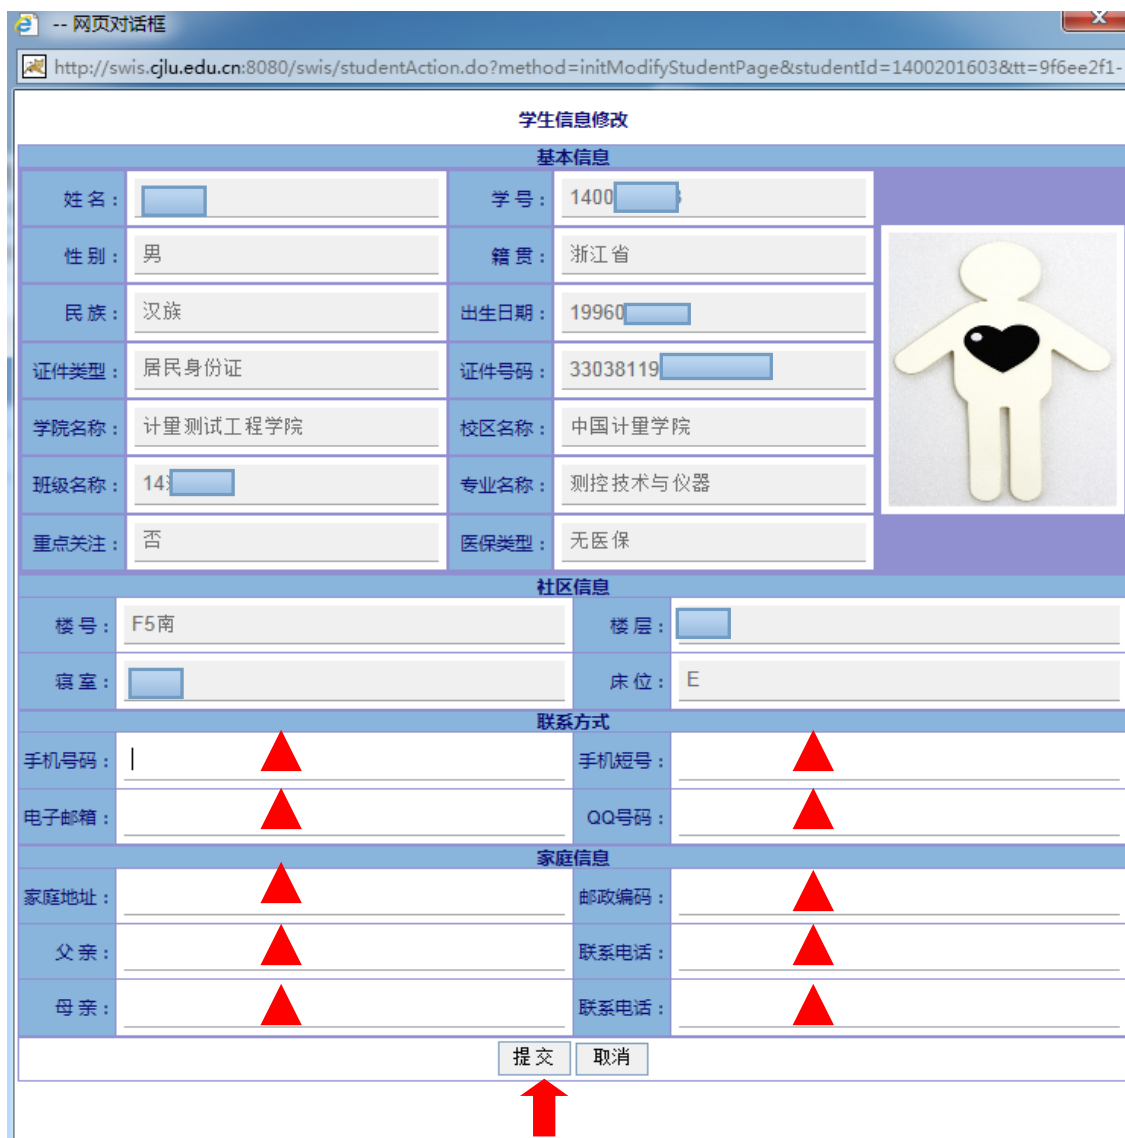 -- 网页对话框
http://swis.cjlu.edu.cn:8080/swis/studentAction.do?method=initModifyStudentPage&studentId=1400201603&tt=9f6ee2f1-
学生信息修改
基本信息
姓 名： 学 号： 1400
性 别： 男 籍 贯： 浙江省
民 族： 汉族 出生日期： 19960
证件类型： 居民身份证 证件号码： 33038119
学院名称： 计量测试工程学院 校区名称： 中国计量学院
班级名称： 14 专业名称： 测控技术与仪器
重点关注： 否 医保类型： 无医保
社区信息
楼 号： F5南 楼 层：
寝 室： 床 位： E
联系方式
手机号码： 手机短号：
电子邮箱： QQ号码：
家庭信息
家庭地址： 邮政编码：
父 亲： 联系电话：
母 亲： 联系电话：
提 交 取消